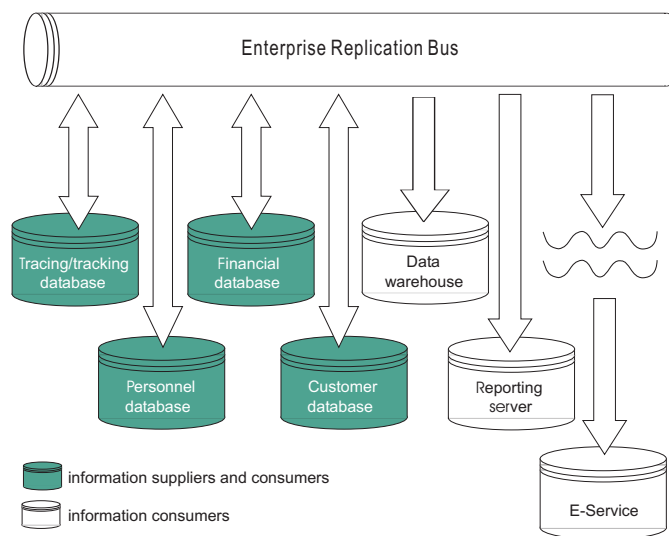 Enterprise Replication Bus
Tracing/tracking
database
Financial
database
Data
warehouse
Personnel
database
Customer
database
Reporting
server
E-Service
information suppliers and consumers
information consumers